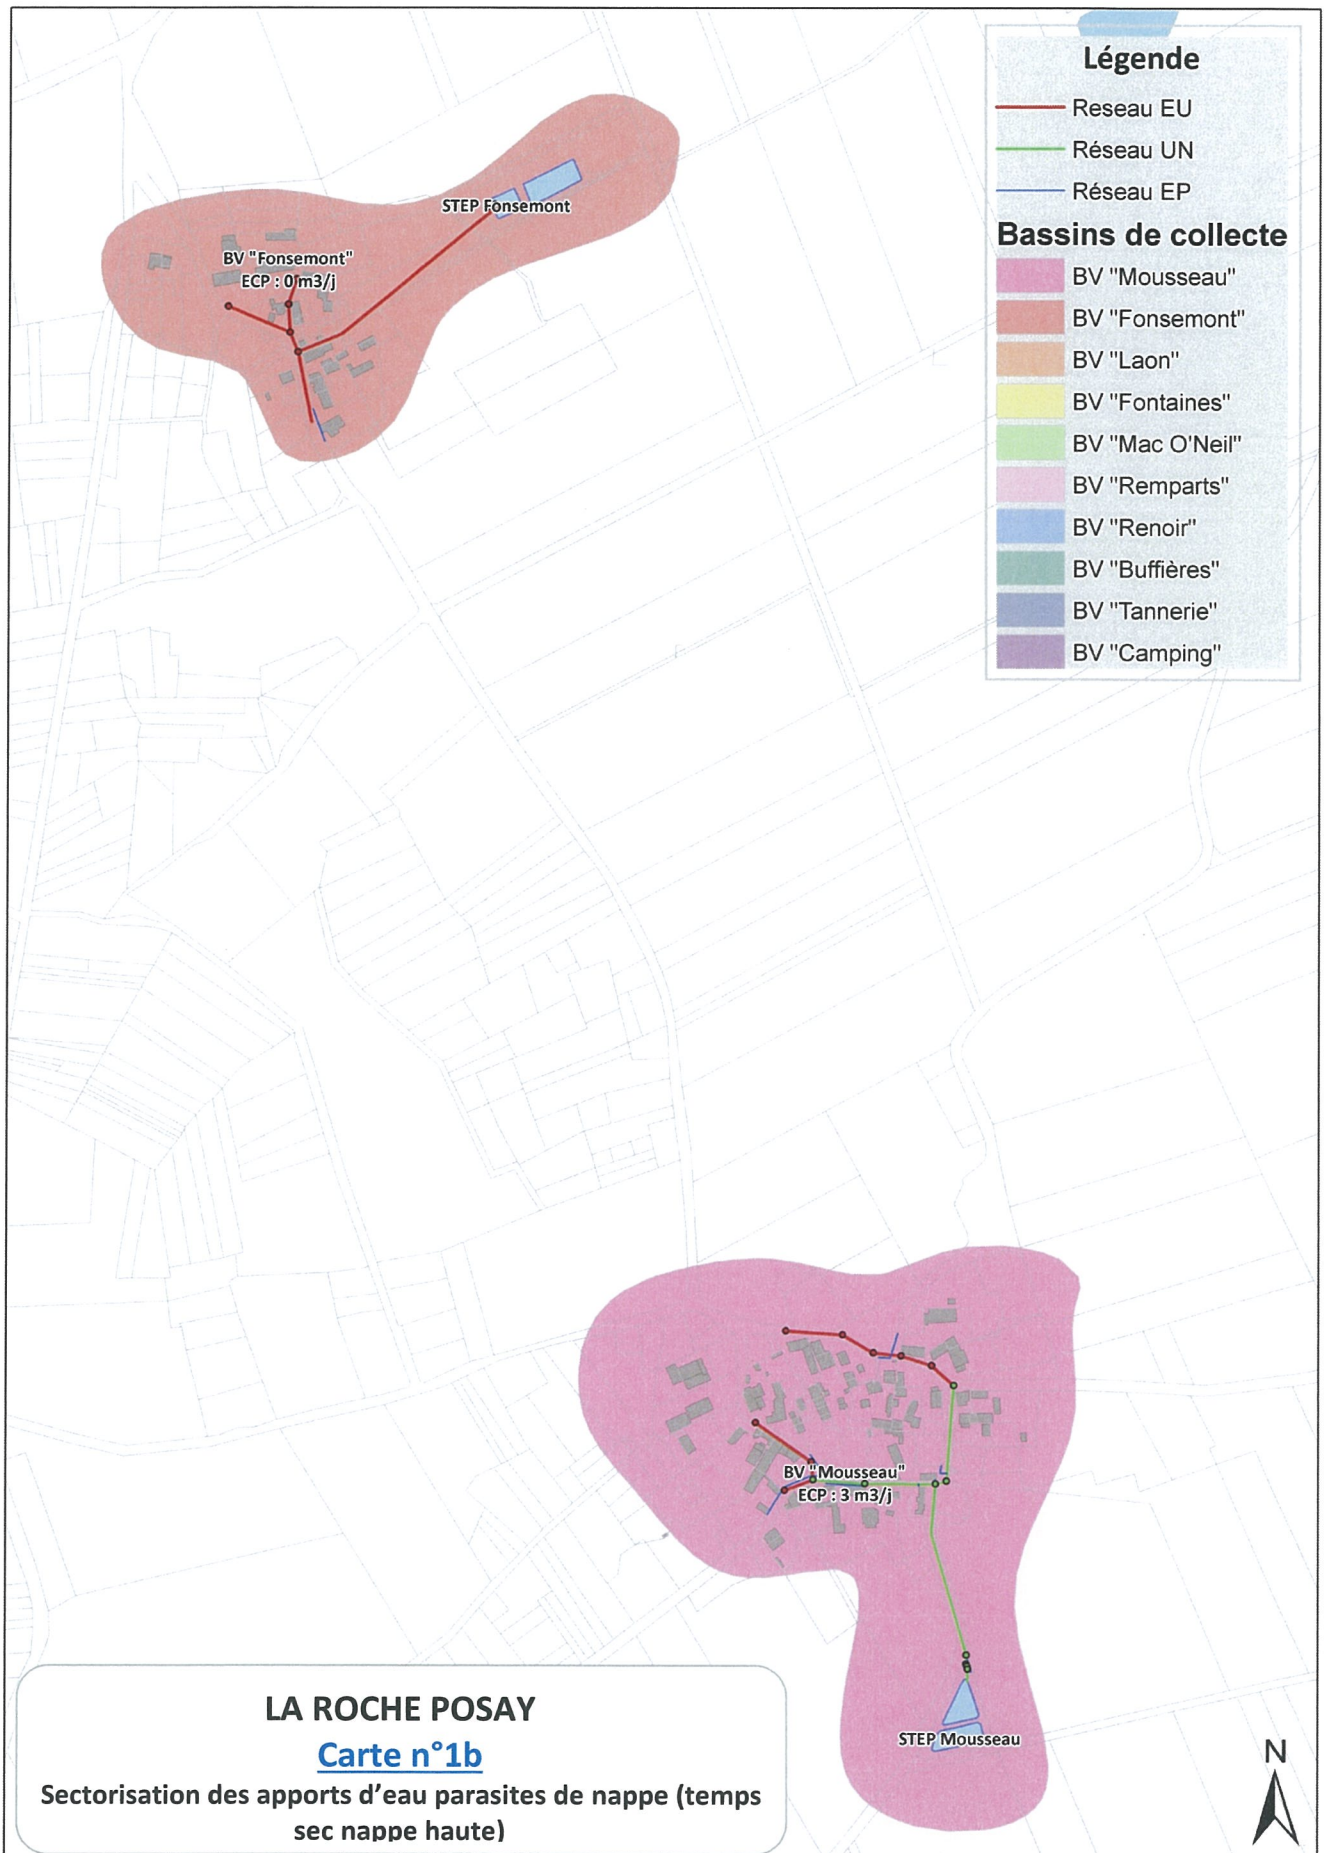 Légende
Reseau EU
Réseau UN
Réseau EP
Bassins de collecte
BV "Mousseau"
BV "Fonsemont"
BV "Laon"
BV "Fontaines"
BV "Mac O'Neil"
BV "Remparts"
BV "Renoir"
BV "Buffières"
BV "Tannerie"
BV "Camping"
STEP Fonsemont
BV "Fonsemont"
ECP : 0 m3/j
BV "Mousseau"
ECP : 3 m3/j
STEP Mousseau
LA ROCHE POSAY
Carte n°1b
Sectorisation des apports d'eau parasites de nappe (temps
sec nappe haute)
N